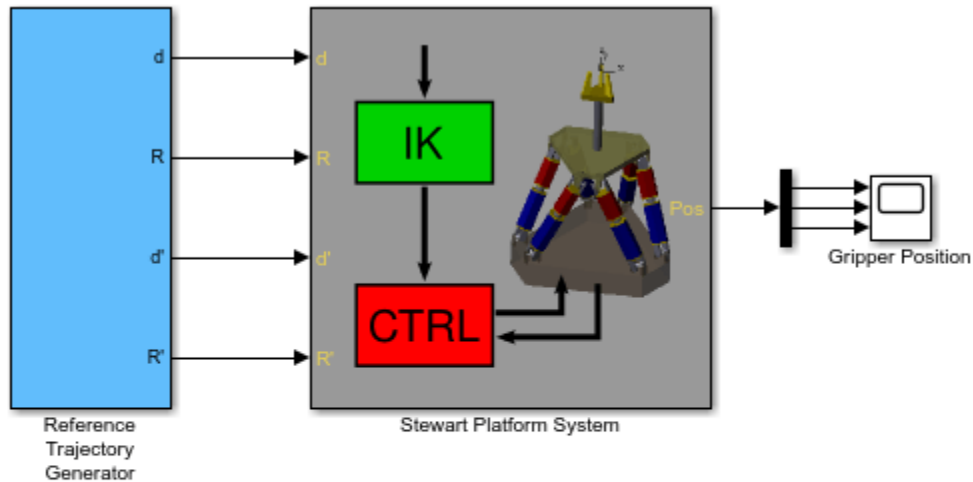 d
R
d'
R'
Reference
Trajectory
Generator
d
R
d'
R'
IK
CTRL
x
Pos
Stewart Platform System
Gripper Position